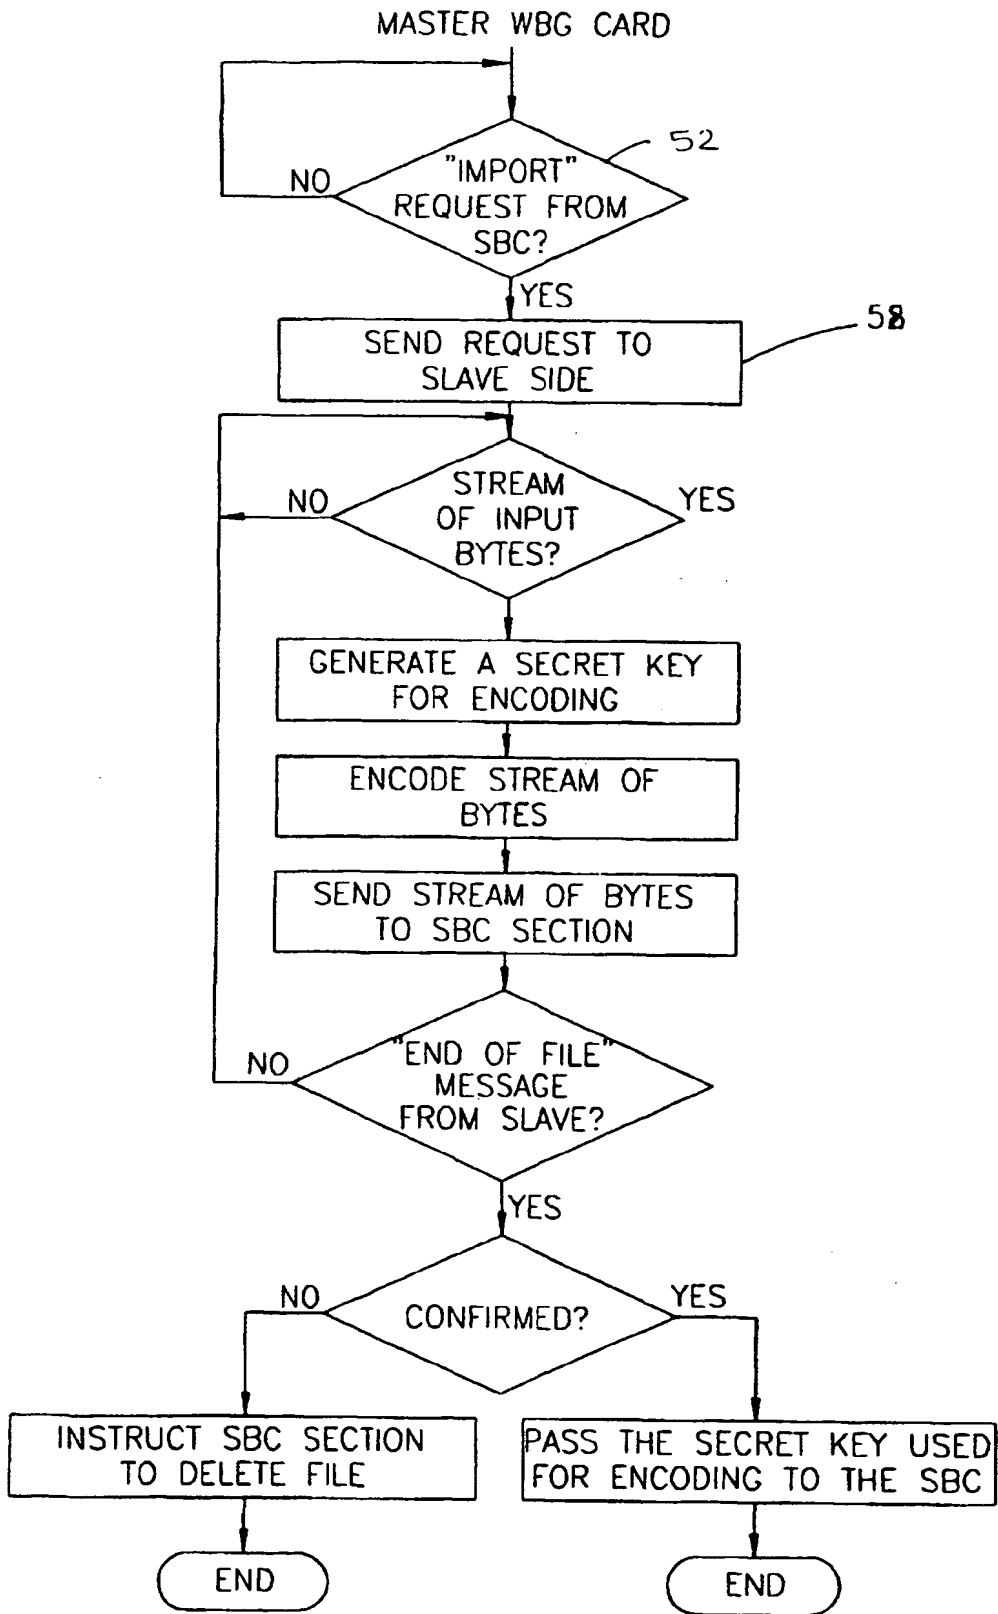 MASTER WBG CARD
52
"IMPORT"
NO
REQUEST FROM
SBC?
YES
58
SEND REQUEST TO
SLAVE SIDE
STREAM
NO
YES
OF INPUT
BYTES?
GENERATE A SECRET KEY
FOR ENCODING
ENCODE STREAM OF
BYTES
SEND STREAM OF BYTES
TO SBC SECTION
"END OF FILE"
NO
MESSAGE
FROM SLAVE?
YES
NO
YES
CONFIRMED?
INSTRUCT SBC SECTION
TO DELETE FILE
PASS THE SECRET KEY USED
FOR ENCODING TO THE SBC
END
END